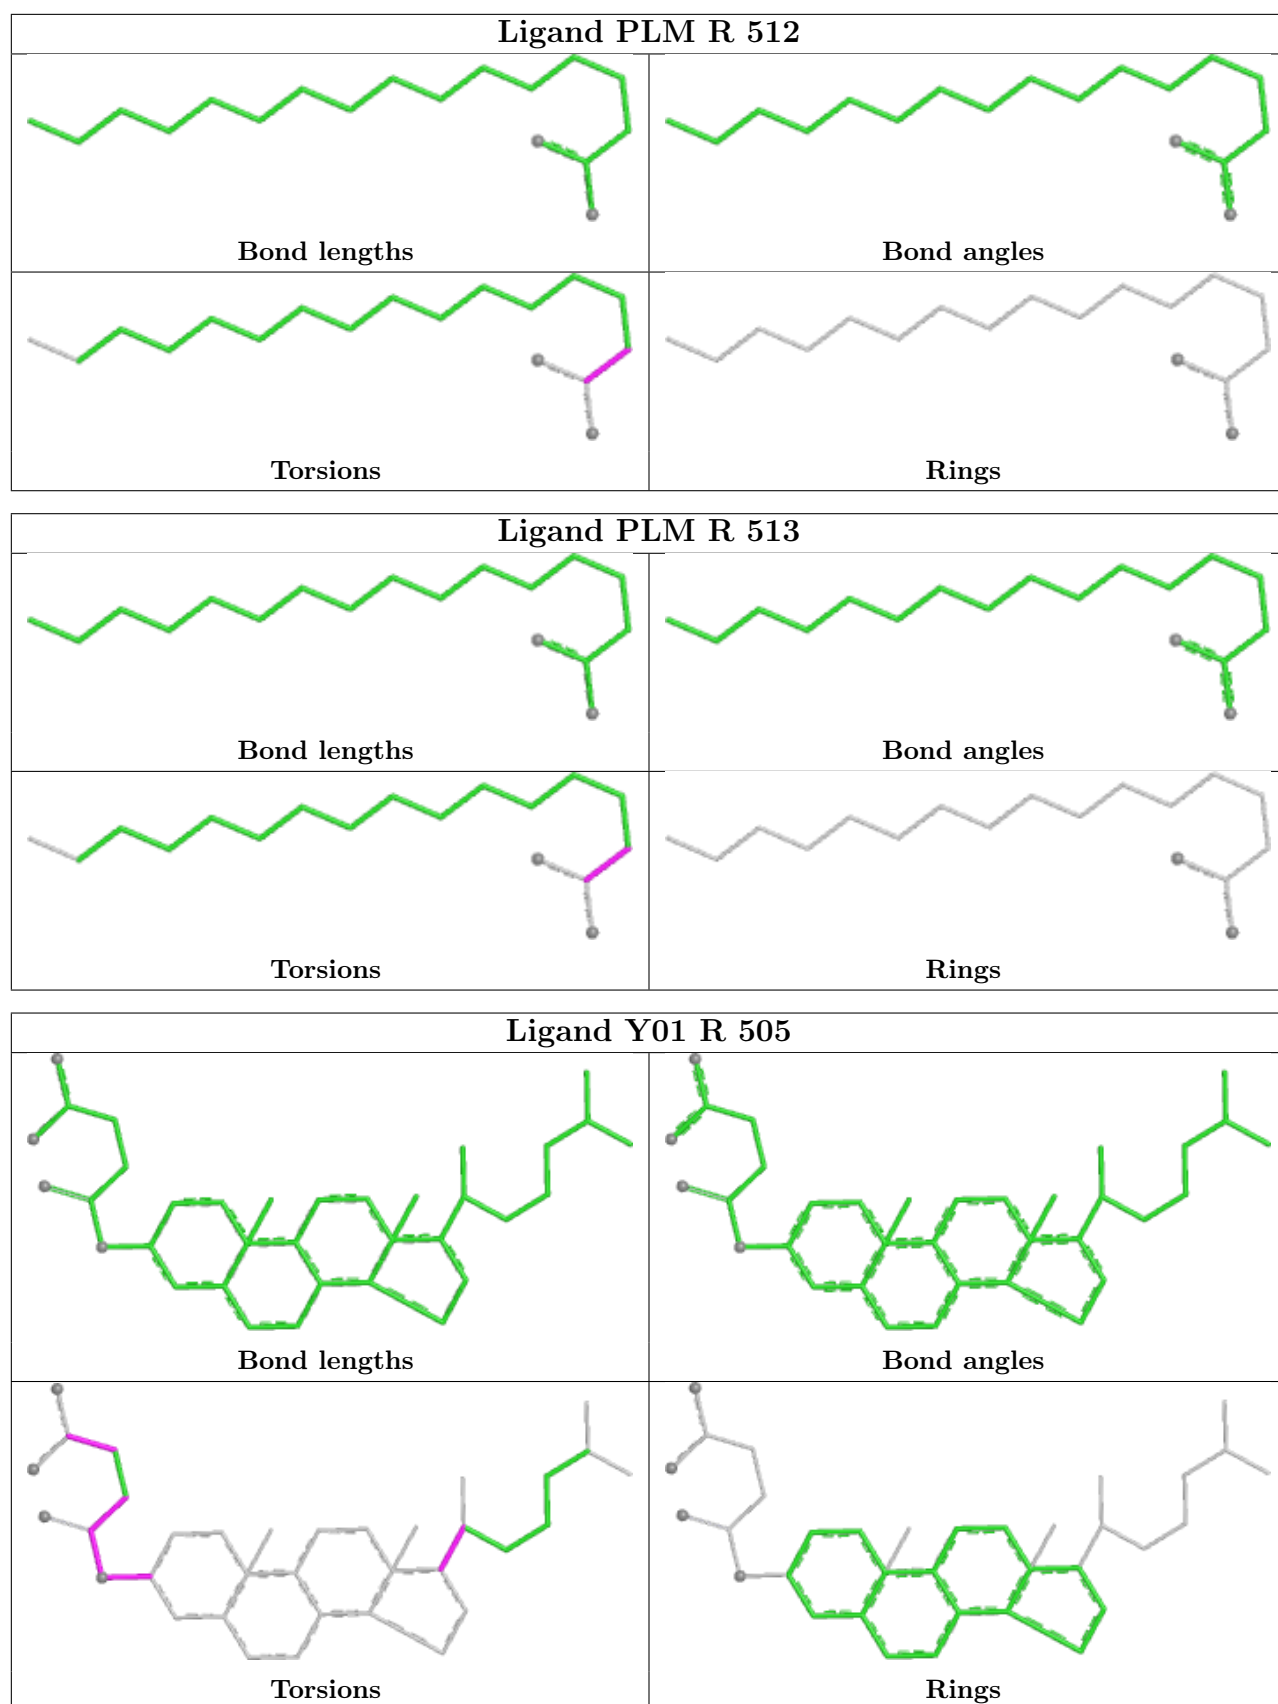 Ligand PLM R 512
Bond lengths
Bond angles
Torsions
Rings
Ligand PLM R 513
Bond lengths
Bond angles
Torsions
Rings
Ligand Y01 R 505
Bond lengths
Bond angles
Torsions
Rings